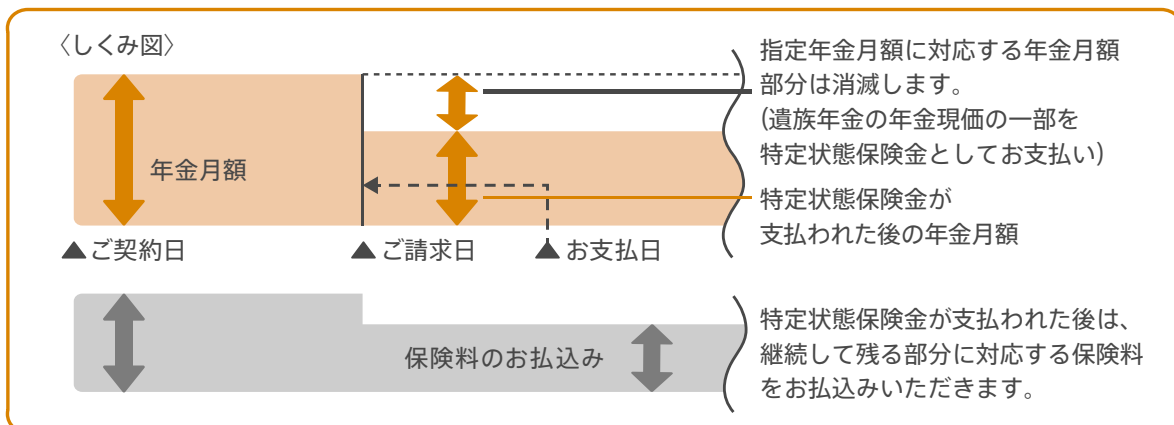 〈しくみ図〉
指定年金月額に対応する年金月額
部分は消滅します。
(遺族年金の年金現価の一部を
特定状態保険金としてお支払い)
年金月額
特定状態保険金が
支払われた後の年金月額
▲ご契約日
▲ご請求日
▲お支払日
特定状態保険金が支払われた後は、
継続して残る部分に対応する保険料
をお払込みいただきます。
保険料のお払込み